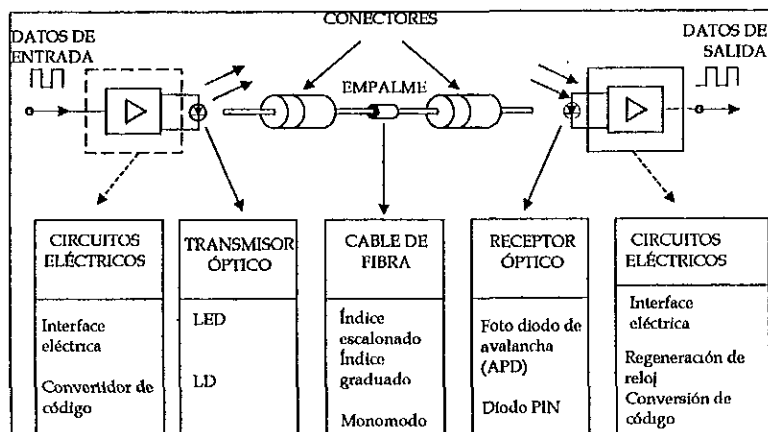 CONECTORES
DATOS DE
ENTRADA
DATOS DE
SALIDA
EMPALME
CIRCUITOS
ELÉCTRICOS
Interface
eléctrica
Convertidor de
código
TRANSMISOR
ÓPTICO
LED
LD
CABLE DE
FIBRA
Índice
escalonado
Índice
graduado
Monomodo
RECEPTOR
ÓPTICO
Foto diodo de
avalancha
(APD)
Diodo PIN
CIRCUITOS
ELÉCTRICOS
Interface
eléctrica
Regeneración de
reloj
Conversión de
código